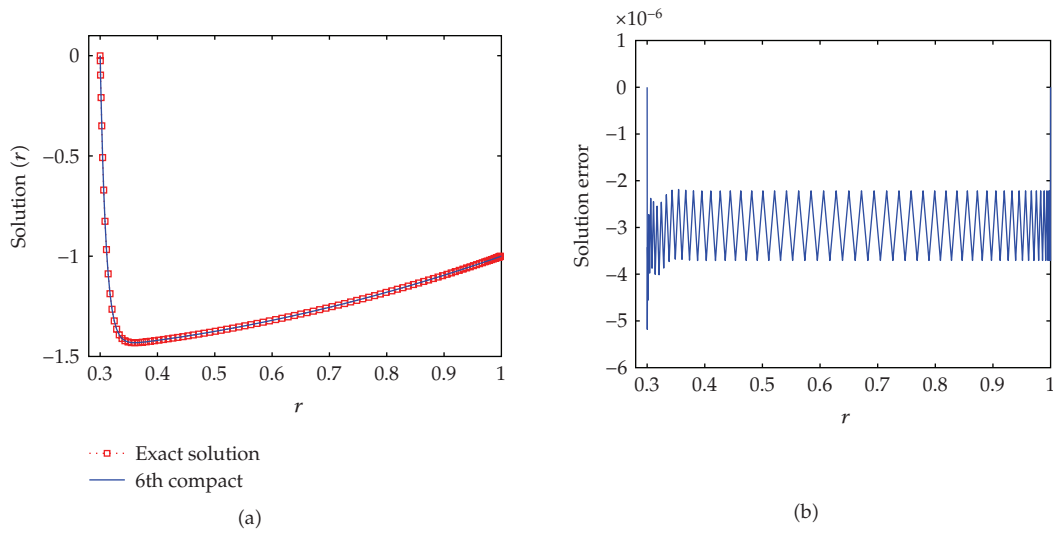 0
−0.5
−1
−1.5
0.3 0.4 0.5 0.6 0.7 0.8 0.9 1
Solution (r)
r
Exact solution
6th compact
(a)
×10−6
1
0
−1
−2
−3
−4
−5
−6
0.3 0.4 0.5 0.6 0.7 0.8 0.9 1
Solution error
r
(b)